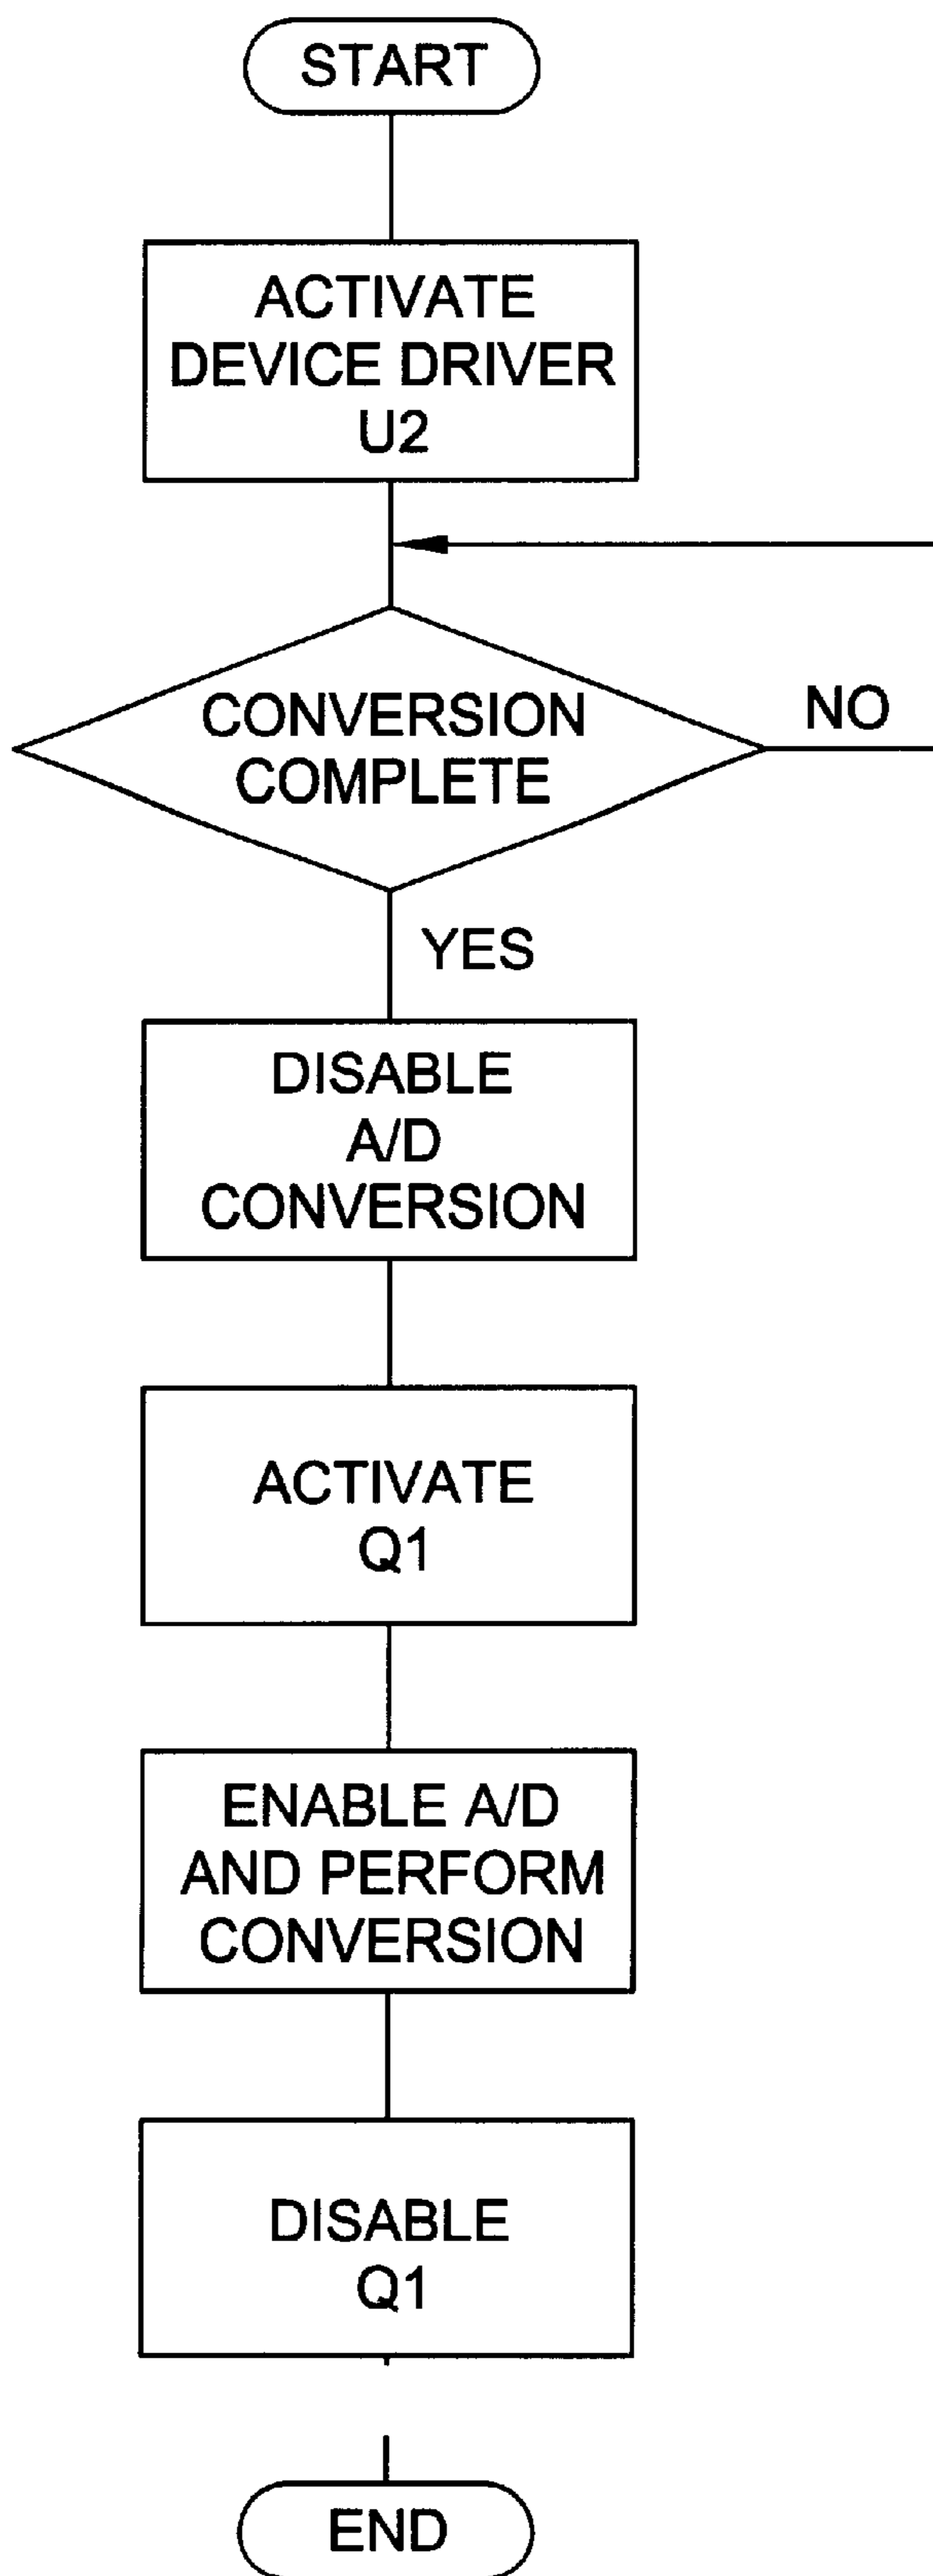 START
ACTIVATE
DEVICE DRIVER
U2
CONVERSION
COMPLETE
NO
YES
DISABLE
A/D
CONVERSION
ACTIVATE
Q1
ENABLE A/D
AND PERFORM
CONVERSION
DISABLE
Q1
END